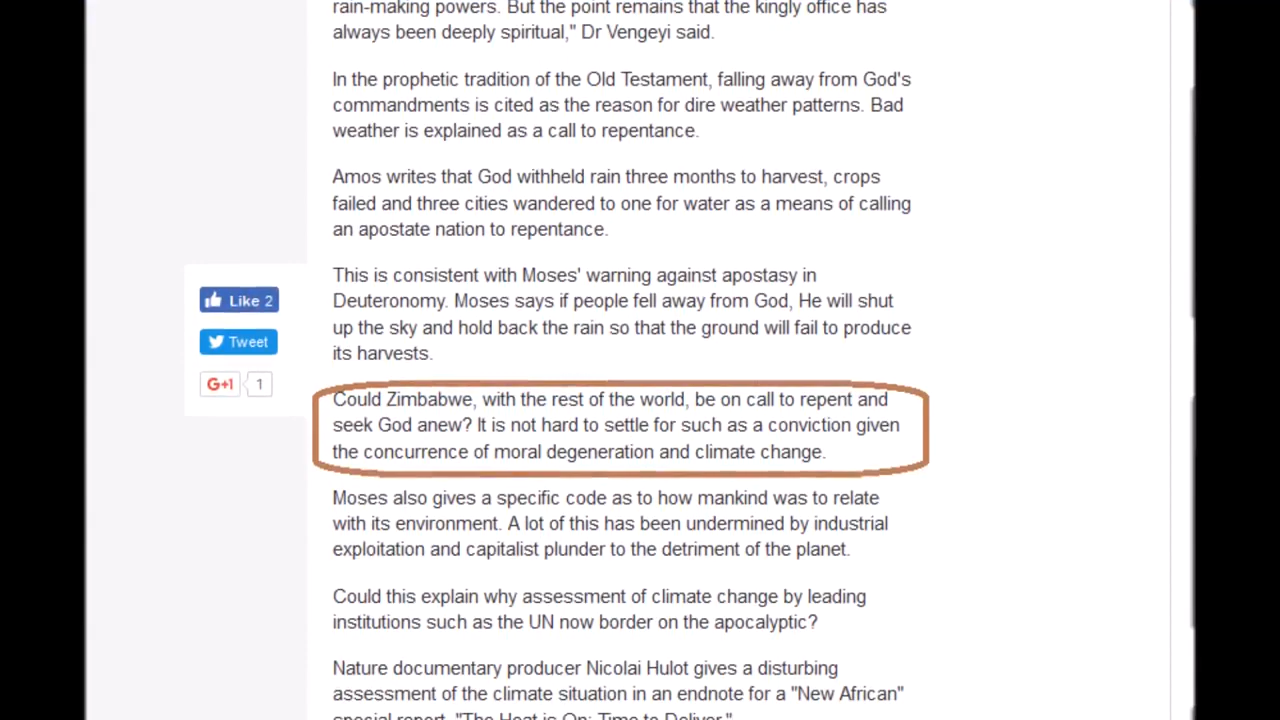 rain-making powers. But the point remains that the kingly office has
always been deeply spiritual," Dr Vengeyi said.
In the prophetic tradition of the Old Testament, falling away from God's
commandments is cited as the reason for dire weather patterns. Bad
weather is explained as a call to repentance.
Amos writes that God withheld rain three months to harvest, crops
failed and three cities wandered to one for water as a means of calling
an apostate nation to repentance.
This is consistent with Moses' warning against apostasy in
Deuteronomy. Moses says if people fell away from God, He will shut
up the sky and hold back the rain so that the ground will fail to produce
its harvests.
Like 2
Tweet
G+1 1
Could Zimbabwe, with the rest of the world, be on call to repent and
seek God anew? It is not hard to settle for such as a conviction given
the concurrence of moral degeneration and climate change.
Moses also gives a specific code as to how mankind was to relate
with its environment. A lot of this has been undermined by industrial
exploitation and capitalist plunder to the detriment of the planet.
Could this explain why assessment of climate change by leading
institutions such as the UN now border on the apocalyptic?
Nature documentary producer Nicolai Hulot gives a disturbing
assessment of the climate situation in an endnote for a "New African"
special report, "The Heat is On: Time to Deliver."